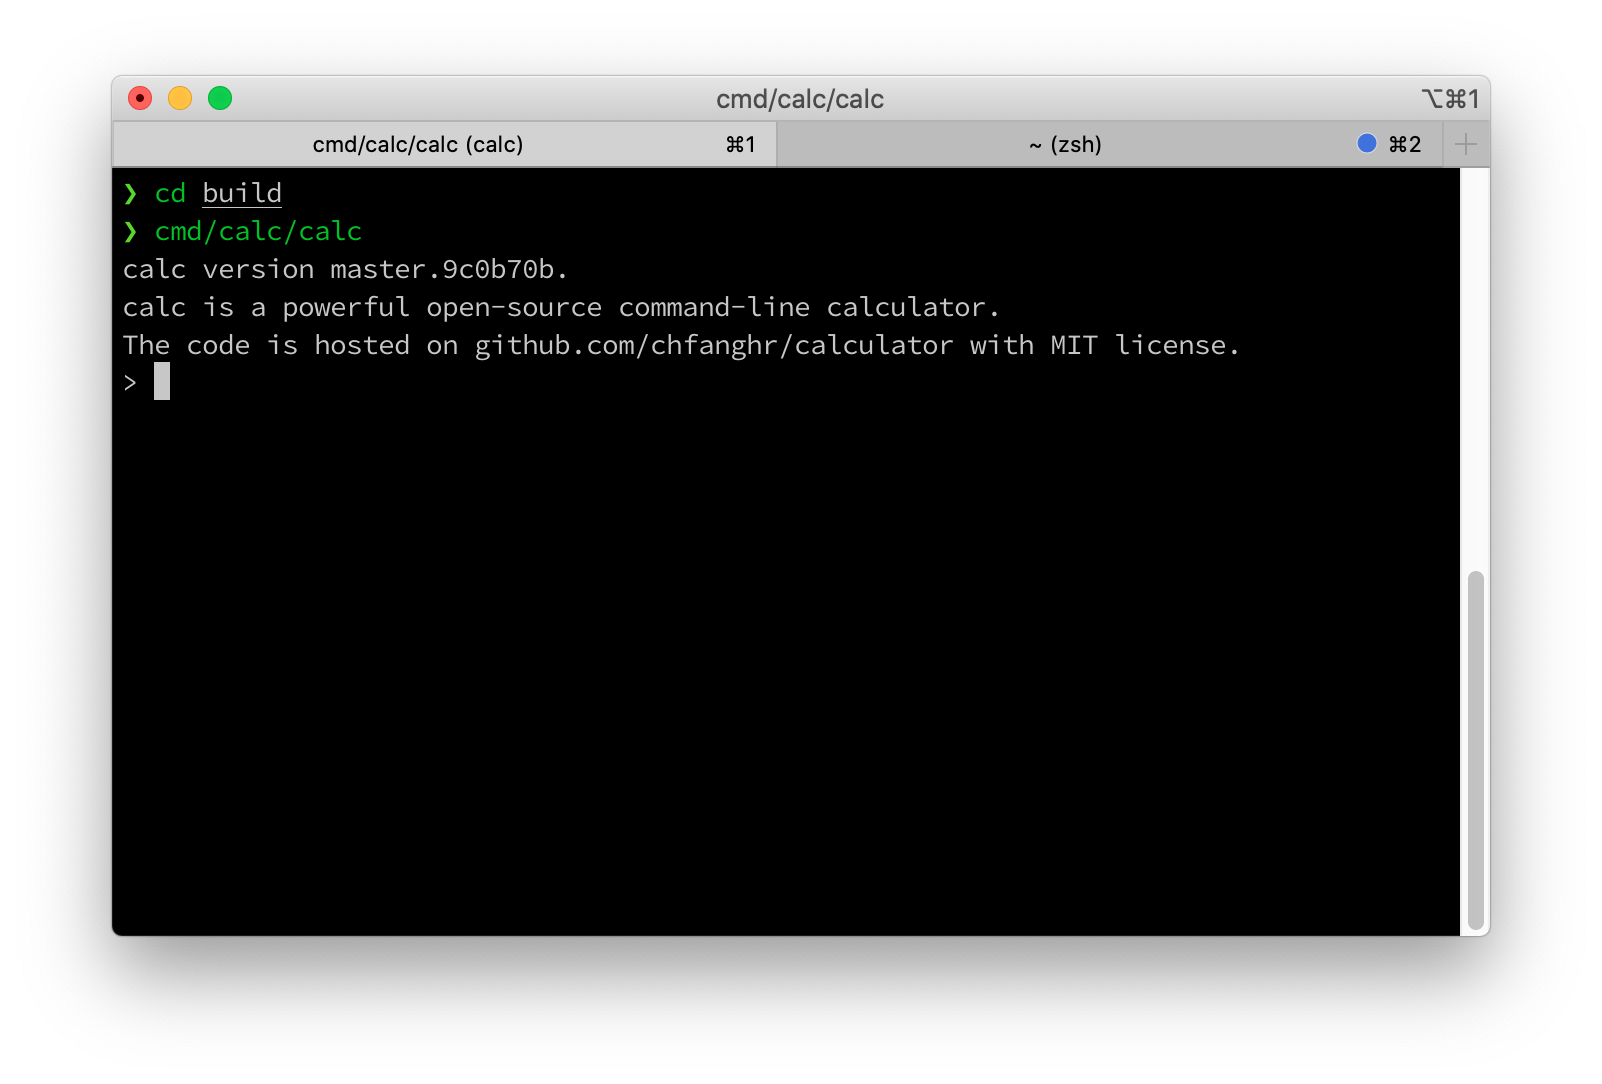 cmd/calc/calc ⌥⌘1
cmd/calc/calc (calc) ⌘1 ~ (zsh) ⌘2 +
❯ cd build
❯ cmd/calc/calc
calc version master.9c0b70b.
calc is a powerful open-source command-line calculator.
The code is hosted on github.com/chfanghr/calculator with MIT license.
>